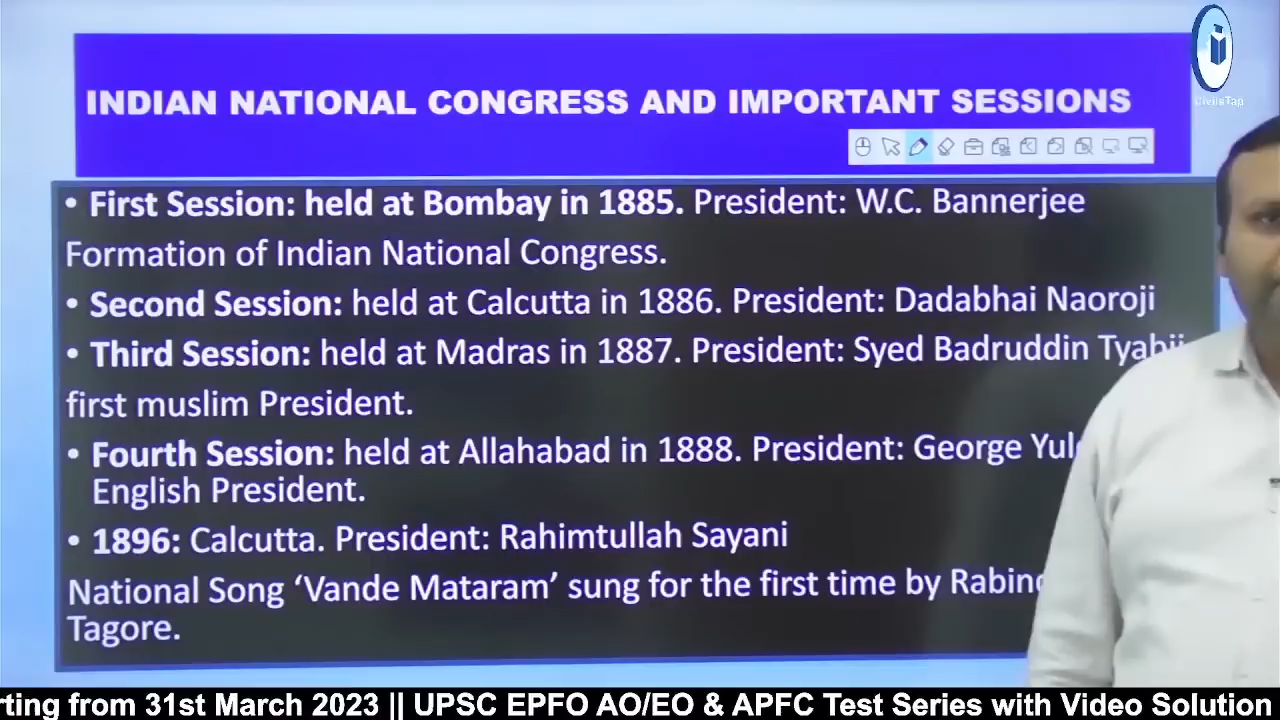 INDIAN NATIONAL CONGRESS AND IMPORTANT SESSIONS
CivilsTap
• First Session: held at Bombay in 1885. President: W.C. Bannerjee
Formation of Indian National Congress.
• Second Session: held at Calcutta in 1886. President: Dadabhai Naoroji
• Third Session: held at Madras in 1887. President: Syed Badruddin Tyabji
first muslim President.
• Fourth Session: held at Allahabad in 1888. President: George
English President.
• 1896: Calcutta. President: Rahimtullah Sayani
National Song ‘Vande Mataram’ sung for the first time by
Tagore.
from 31st March 2023 || UPSC EPFO AO/EO & APFC Test Series with Video Solution